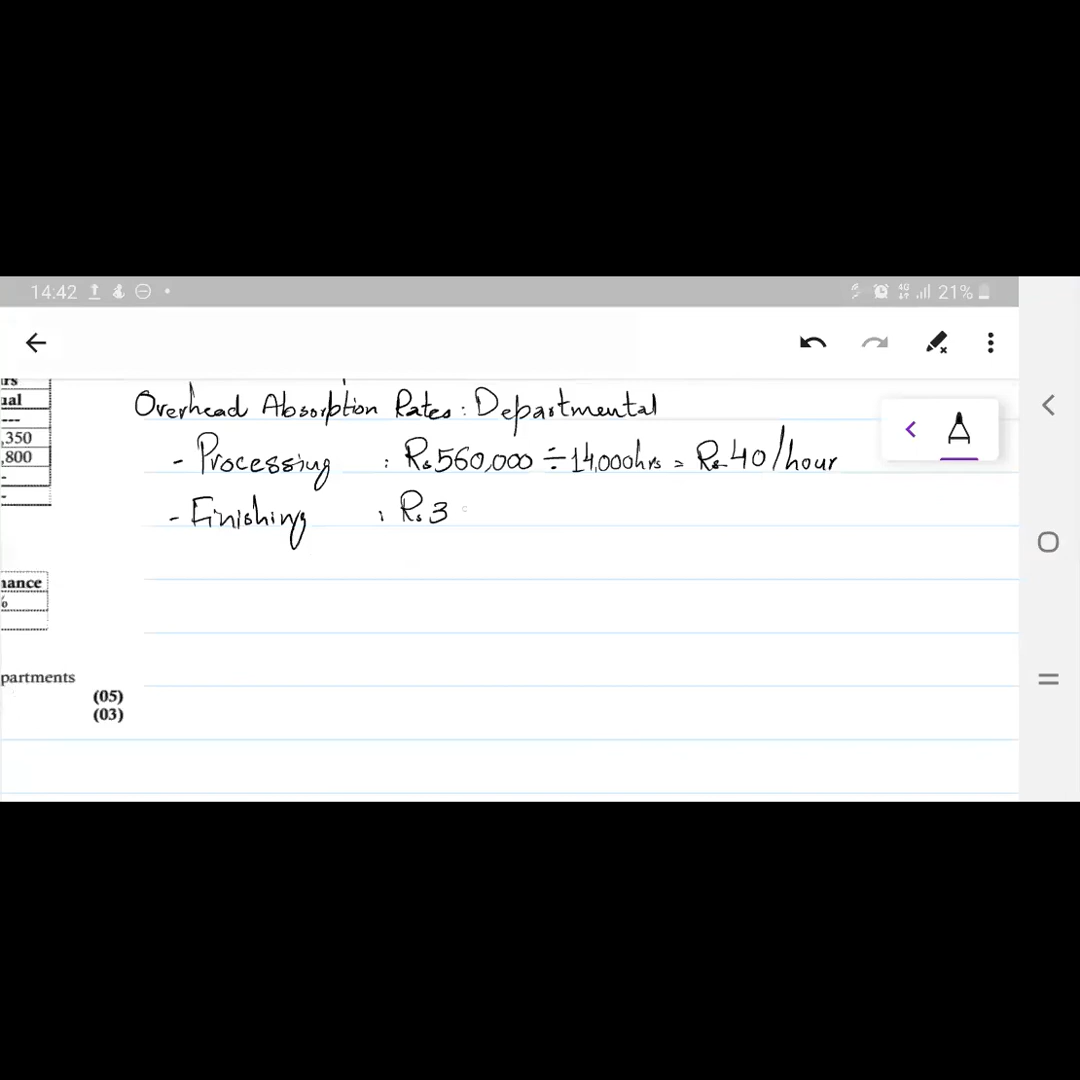 14:42 21%
ual
---
,350
,800
-
-
Overhead Absorption Rates : Departmental
- Processing : Rs.560,000 ÷ 14,000hrs = Rs.40/hour
- Finishing : Rs.3
nance
%
partments
(05)
(03)